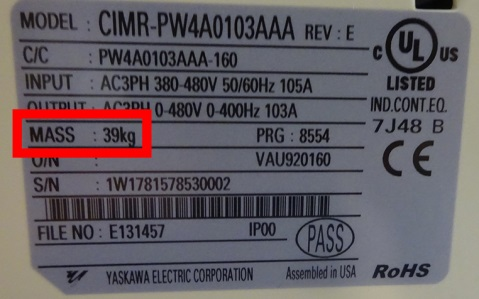 MODEL : CIMR-PW4A0103AAA REV : E
C/C : PW4A0103AAA-160
INPUT : AC3PH 380-480V 50/60Hz 105A
OUTPUT : AC3PH 0-480V 0-400Hz 103A
MASS : 39kg PRG : 8554
O/N : VAU920160
S/N : 1W1781578530002
FILE NO : E131457 IP00 PASS
YASKAWA ELECTRIC CORPORATION Assembled in USA
C UL US
LISTED
IND.CONT.EQ.
7J48 B
CE
RoHS